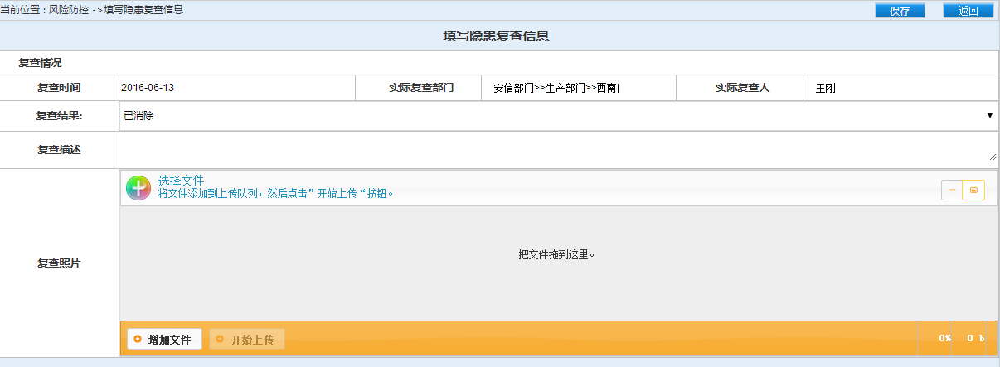 当前位置：风险防控 ->填写隐患复查信息
保存
返回
填写隐患复查信息
复查情况
复查时间
2016-06-13
实际复查部门
安信部门>>生产部门>>西南
实际复查人
王刚
复查结果:
已消除
复查描述
复查照片
选择文件
将文件添加到上传队列，然后点击”开始上传“按钮。
把文件拖到这里。
增加文件
开始上传
0%
0 b